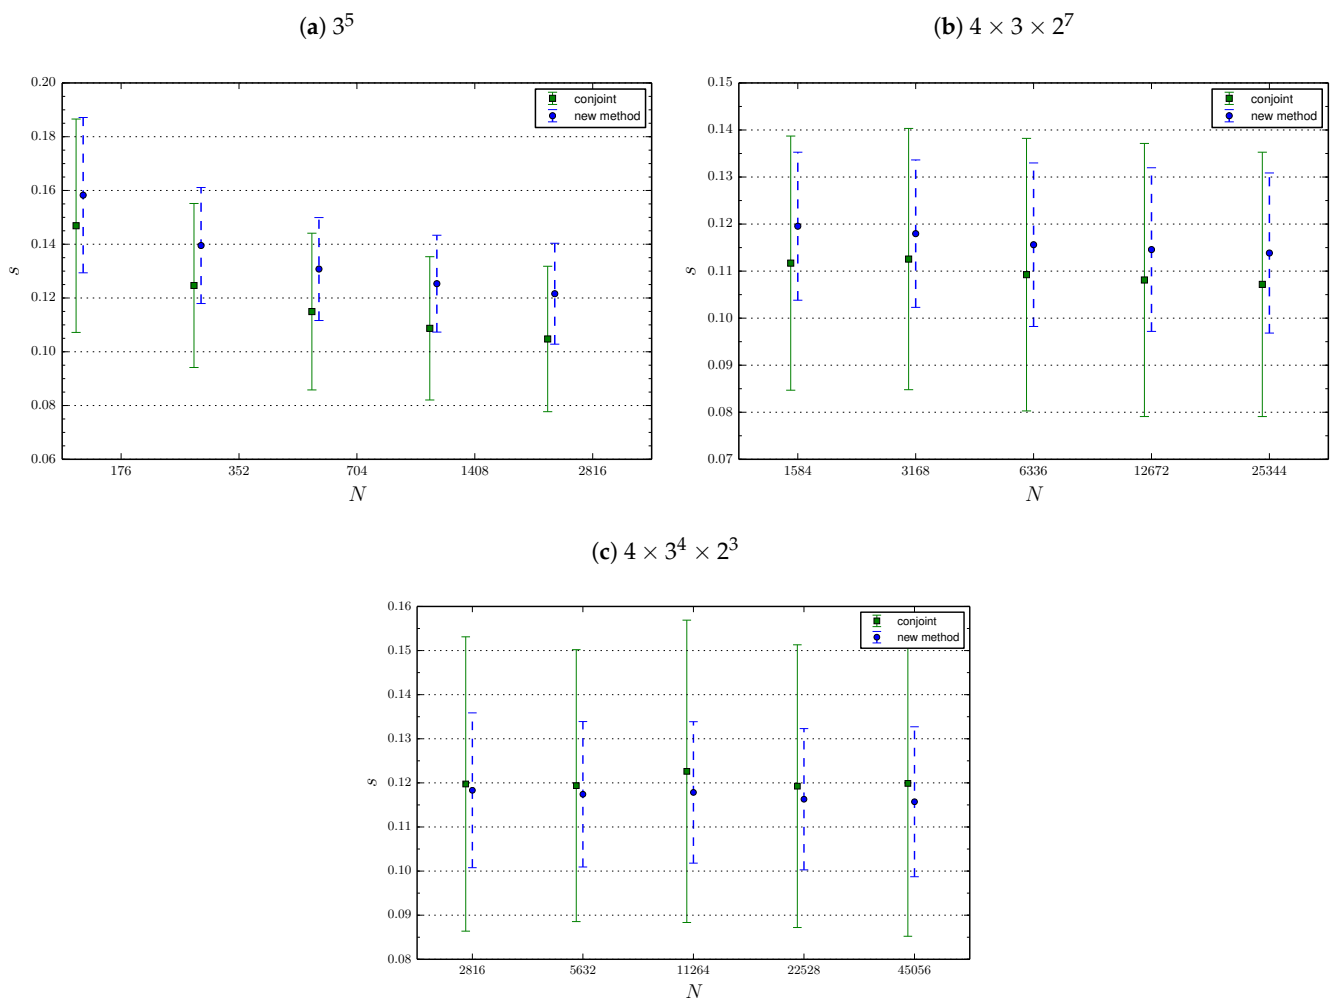 (a) 3⁵
0.20
0.18
0.16
0.14
0.12
0.10
0.08
0.06
s
conjoint
new method
176 352 704 1408 2816
N
(b) 4 × 3 × 2⁷
0.15
0.14
0.13
0.12
0.11
0.10
0.09
0.08
0.07
s
conjoint
new method
1584 3168 6336 12672 25344
N
(c) 4 × 3⁴ × 2³
0.16
0.15
0.14
0.13
0.12
0.11
0.10
0.09
0.08
s
conjoint
new method
2816 5632 11264 22528 45056
N